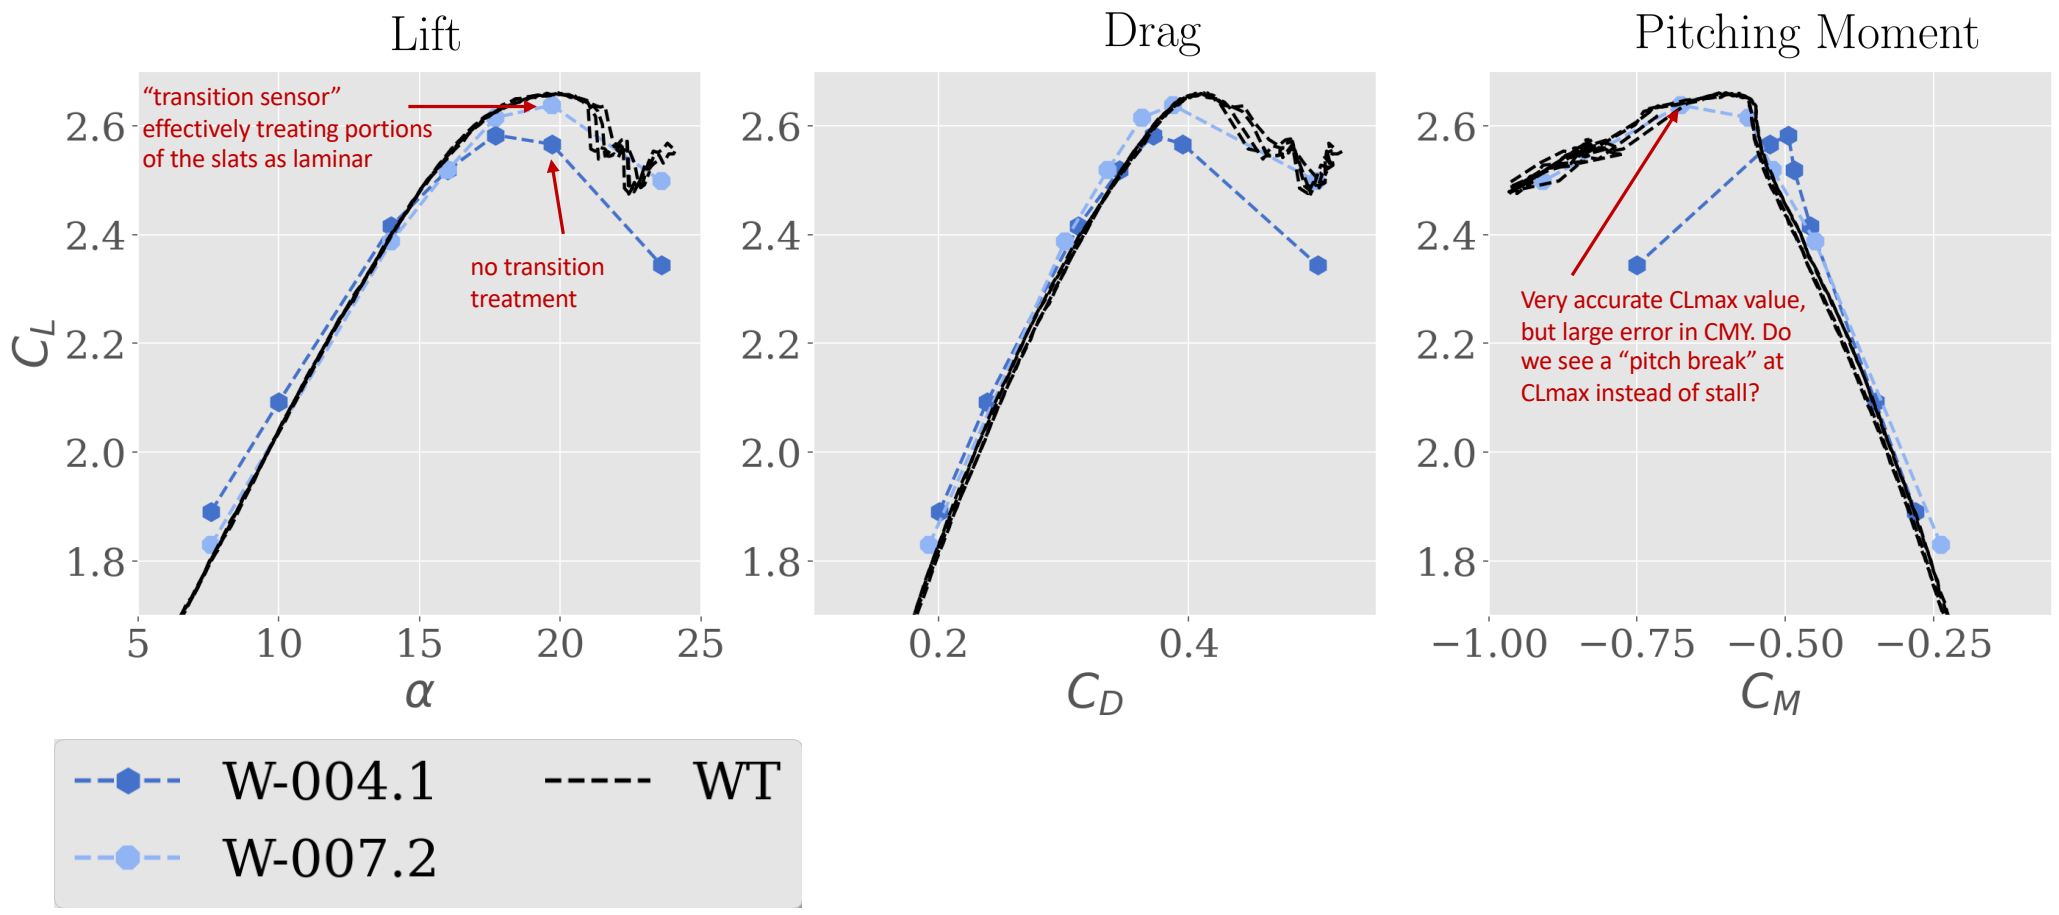 Lift
Drag
Pitching Moment
“transition sensor”
effectively treating portions
of the slats as laminar
no transition
treatment
Very accurate CLmax value,
but large error in CMY. Do
we see a “pitch break” at
CLmax instead of stall?
C_L
2.6
2.4
2.2
2.0
1.8
5 10 15 20 25
α
2.6
2.4
2.2
2.0
1.8
0.2 0.4
C_D
2.6
2.4
2.2
2.0
1.8
−1.00 −0.75 −0.50 −0.25
C_M
W-004.1
W-007.2
WT